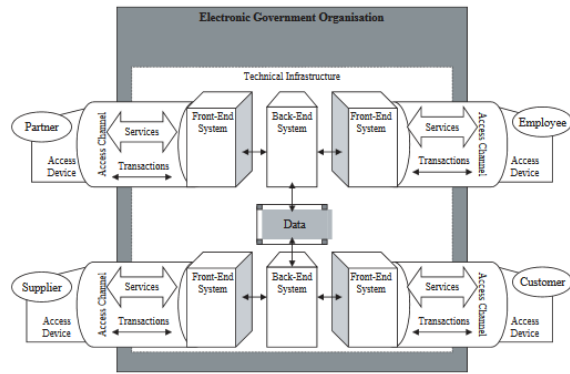 Electronic Government Organisation
Technical Infrastructure
Partner
Access
Device
Access Channel
Services
Transactions
Front-End
System
Back-End
System
Front-End
System
Services
Transactions
Access Channel
Employee
Access
Device
Data
Supplier
Access
Device
Access Channel
Services
Transactions
Front-End
System
Back-End
System
Front-End
System
Services
Transactions
Access Channel
Customer
Access
Device